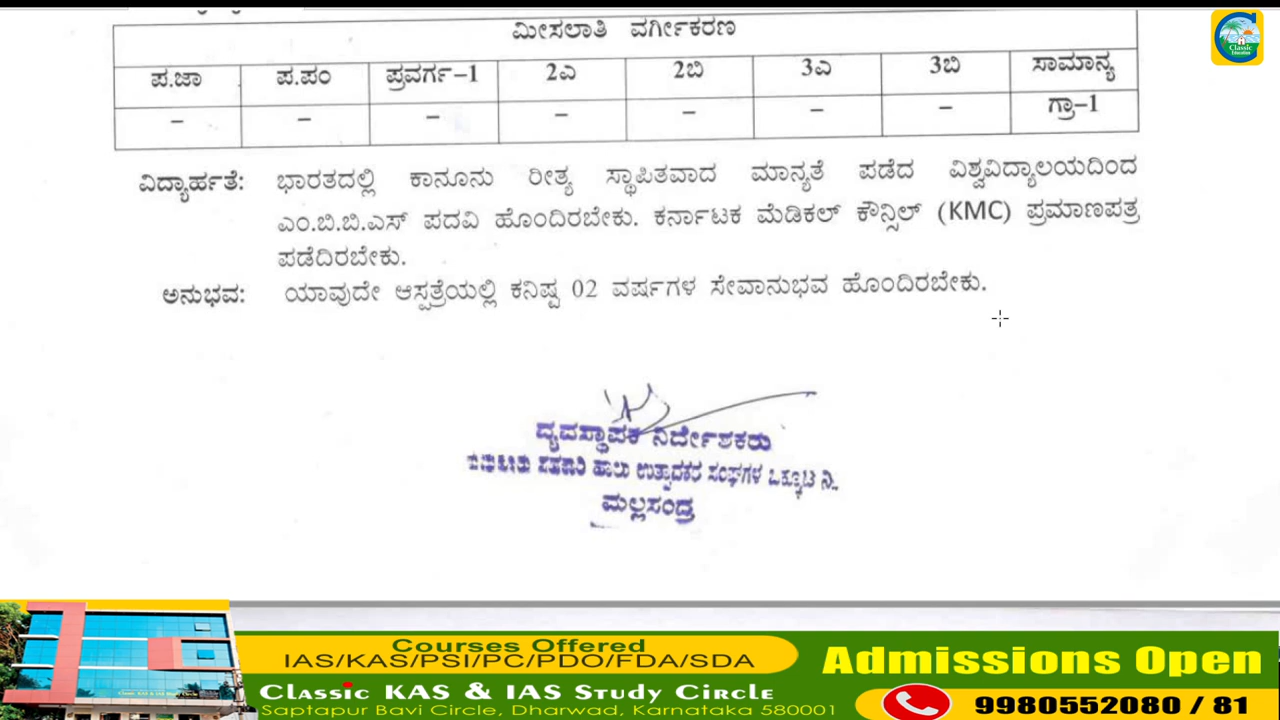 ಮೀಸಲಾತಿ ವರ್ಗೀಕರಣ
ಪ.ಜಾ ಪ.ಪಂ ಪ್ರವರ್ಗ-1 2ಎ 2ಬಿ 3ಎ 3ಬಿ ಸಾಮಾನ್ಯ
– – – – – – – ಗ್ರಾ-1
ವಿದ್ಯಾರ್ಹತೆ: ಭಾರತದಲ್ಲಿ ಕಾನೂನು ರೀತ್ಯ ಸ್ಥಾಪಿತವಾದ ಮಾನ್ಯತೆ ಪಡೆದ ವಿಶ್ವವಿದ್ಯಾಲಯದಿಂದ
ಎಂ.ಬಿ.ಬಿ.ಎಸ್ ಪದವಿ ಹೊಂದಿರಬೇಕು. ಕರ್ನಾಟಕ ಮೆಡಿಕಲ್ ಕೌನ್ಸಿಲ್ (KMC) ಪ್ರಮಾಣಪತ್ರ
ಪಡೆದಿರಬೇಕು.
ಅನುಭವ: ಯಾವುದೇ ಆಸ್ಪತ್ರೆಯಲ್ಲಿ ಕನಿಷ್ಪ 02 ವರ್ಷಗಳ ಸೇವಾನುಭವ ಹೊಂದಿರಬೇಕು.
ವ್ಯವಸ್ಥಾಪಕ ನಿರ್ದೇಶಕರು
ಸಹಕಾರಿ ಹಾಲು ಉತ್ಪಾದಕರ ಸಂಘಗಳ ಒಕ್ಕೂಟ ನಿ.
ಮಲ್ಲಸಂದ್ರ
Classic
Education
Courses Offered
IAS/KAS/PSI/PC/PDO/FDA/SDA
Classic KAS & IAS Study Circle
Saptapur Bavi Circle, Dharwad, Karnataka 580001
Admissions Open
9980552080 / 81